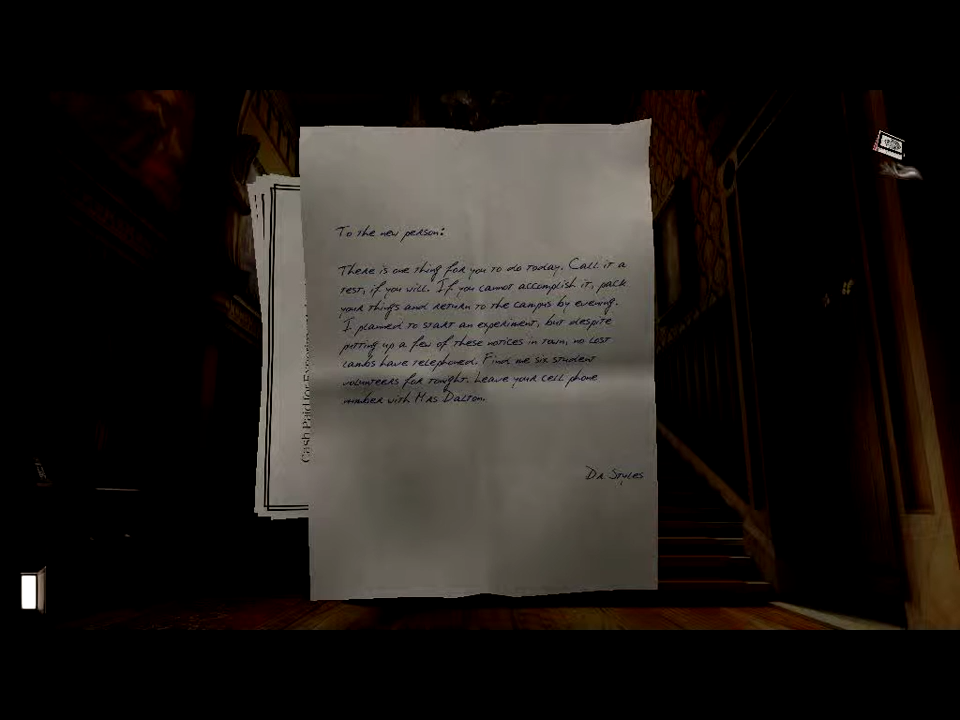 To the new person:
There is one thing for you to do today. Call it a
test, if you will. If you cannot accomplish it, pack
your things and return to the campus by evening.
I planned to start an experiment, but despite
putting up a few of these notices in town, no lost
lambs have telephoned. Find me six student
volunteers for tonight. Leave your cell phone
number with Mrs Dalton.
Dr Styles
Cash Paid for